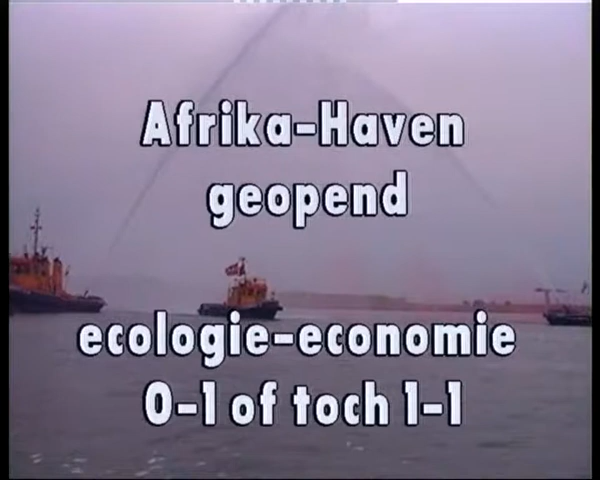 Afrika-Haven
geopend
ecologie-economie
0-1 of toch 1-1